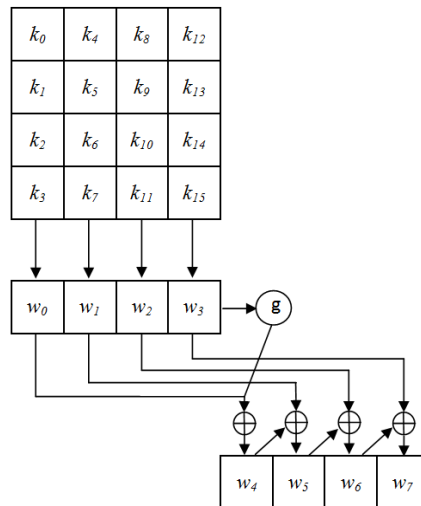 k₀ k₄ k₈ k₁₂
k₁ k₅ k₉ k₁₃
k₂ k₆ k₁₀ k₁₄
k₃ k₇ k₁₁ k₁₅
w₀ w₁ w₂ w₃ g
w₄ w₅ w₆ w₇